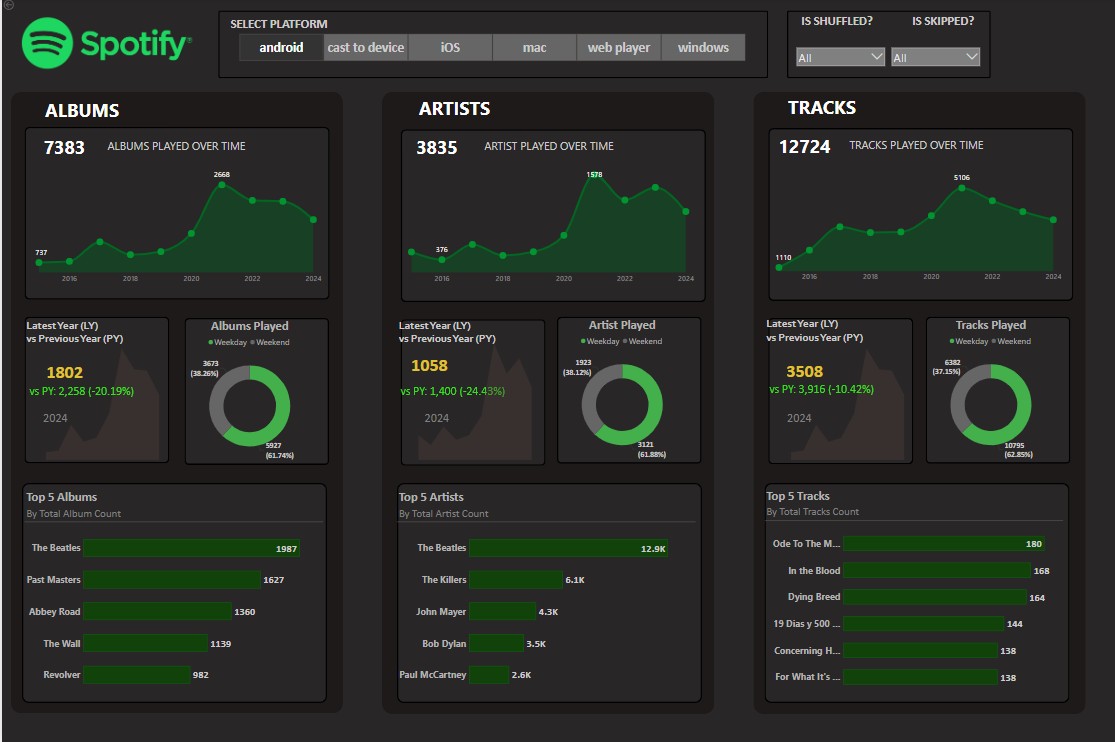 Spotify®
SELECT PLATFORM
android
cast to device
iOS
mac
web player
windows
IS SHUFFLED?
IS SKIPPED?
All
All
ALBUMS
7383
ALBUMS PLAYED OVER TIME
737
2668
2016
2018
2020
2022
2024
Latest Year (LY)
vs Previous Year (PY)
1802
vs PY: 2,258 (-20.19%)
2024
Albums Played
Weekday
Weekend
3673
(38.26%)
5927
(61.74%)
Top 5 Albums
By Total Album Count
The Beatles 1987
Past Masters 1627
Abbey Road 1360
The Wall 1139
Revolver 982
ARTISTS
3835
ARTIST PLAYED OVER TIME
376
1578
2016
2018
2020
2022
2024
Latest Year (LY)
vs Previous Year (PY)
1058
vs PY: 1,400 (-24.43%)
2024
Artist Played
Weekday
Weekend
1923
(38.12%)
3121
(61.88%)
Top 5 Artists
By Total Artist Count
The Beatles 12.9K
The Killers 6.1K
John Mayer 4.3K
Bob Dylan 3.5K
Paul McCartney 2.6K
TRACKS
12724
TRACKS PLAYED OVER TIME
1110
5106
2016
2018
2020
2022
2024
Latest Year (LY)
vs Previous Year (PY)
3508
vs PY: 3,916 (-10.42%)
2024
Tracks Played
Weekday
Weekend
6382
(37.15%)
10795
(62.85%)
Top 5 Tracks
By Total Tracks Count
Ode To The M... 180
In the Blood 168
Dying Breed 164
19 Dias y 500 ... 144
Concerning H... 138
For What It's ... 138